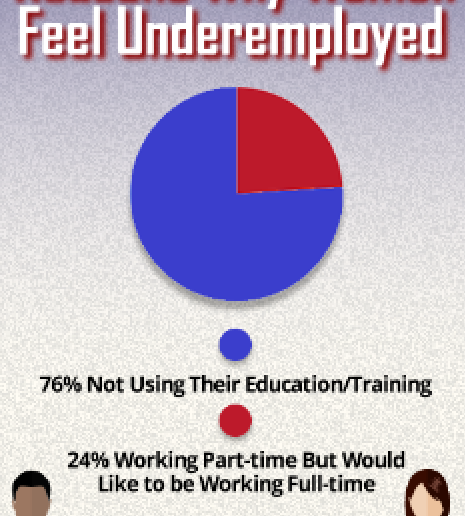 Feel Underemployed
76% Not Using Their Education/Training
24% Working Part-time But Would
Like to be Working Full-time